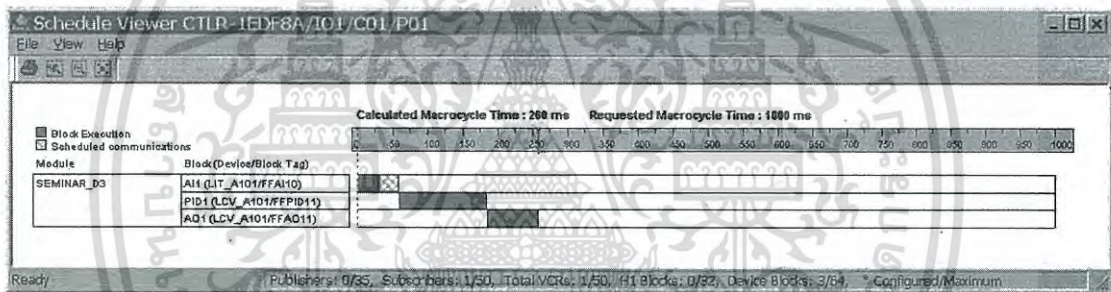 Schedule Viewer CTLR-1EDF8A/IO1/C01/P01
File View Help
Calculated Macrocycle Time : 260 ms Requested Macrocycle Time : 1000 ms
Block Execution
Scheduled communications
0 50 100 150 200 250 300 350 400 450 500 550 600 650 700 750 800 850 900 950 1000
Module Block(Device/Block Tag)
SEMINAR_D3 AI1 (LIT_A101/FFAI10)
PID1 (LCV_A101/FFPID11)
AO1 (LCV_A101/FFAO11)
Ready Publishers: 0/35, Subscribers: 1/50, Total VCRs: 1/50, H1 Blocks: 0/32, Device Blocks: 3/64, * Configured/Maximum